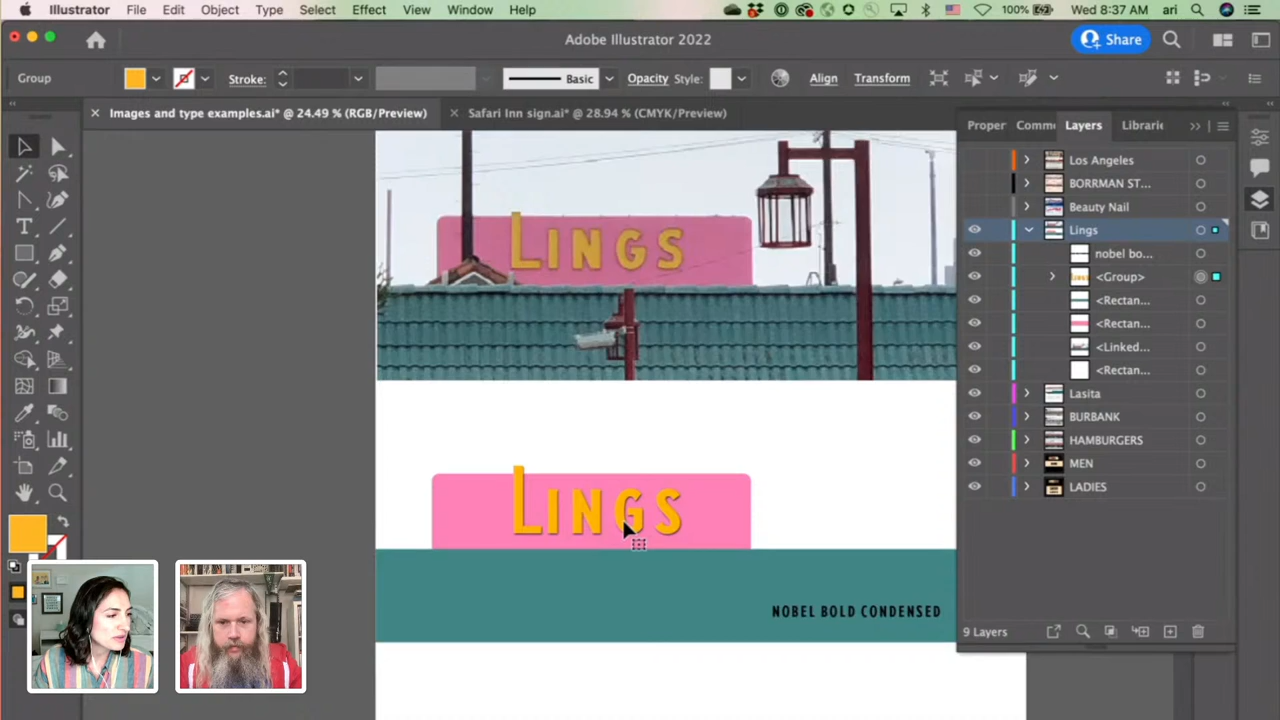 Illustrator File Edit Object Type Select Effect View Window Help 100% Wed 8:37 AM ari
Adobe Illustrator 2022 Share
Group Stroke: Basic Opacity Style: Align Transform
Images and type examples.ai* @ 24.49 % (RGB/Preview) Safari Inn sign.ai* @ 28.94 % (CMYK/Preview)
Proper Comme Layers Librarie
Los Angeles
BORRMAN ST...
Beauty Nail
Lings
nobel bo...
<Group>
<Rectan...
<Rectan...
<Linked...
<Rectan...
Lasita
BURBANK
HAMBURGERS
MEN
LADIES
9 Layers
LINGS
LINGS
NOBEL BOLD CONDENSED